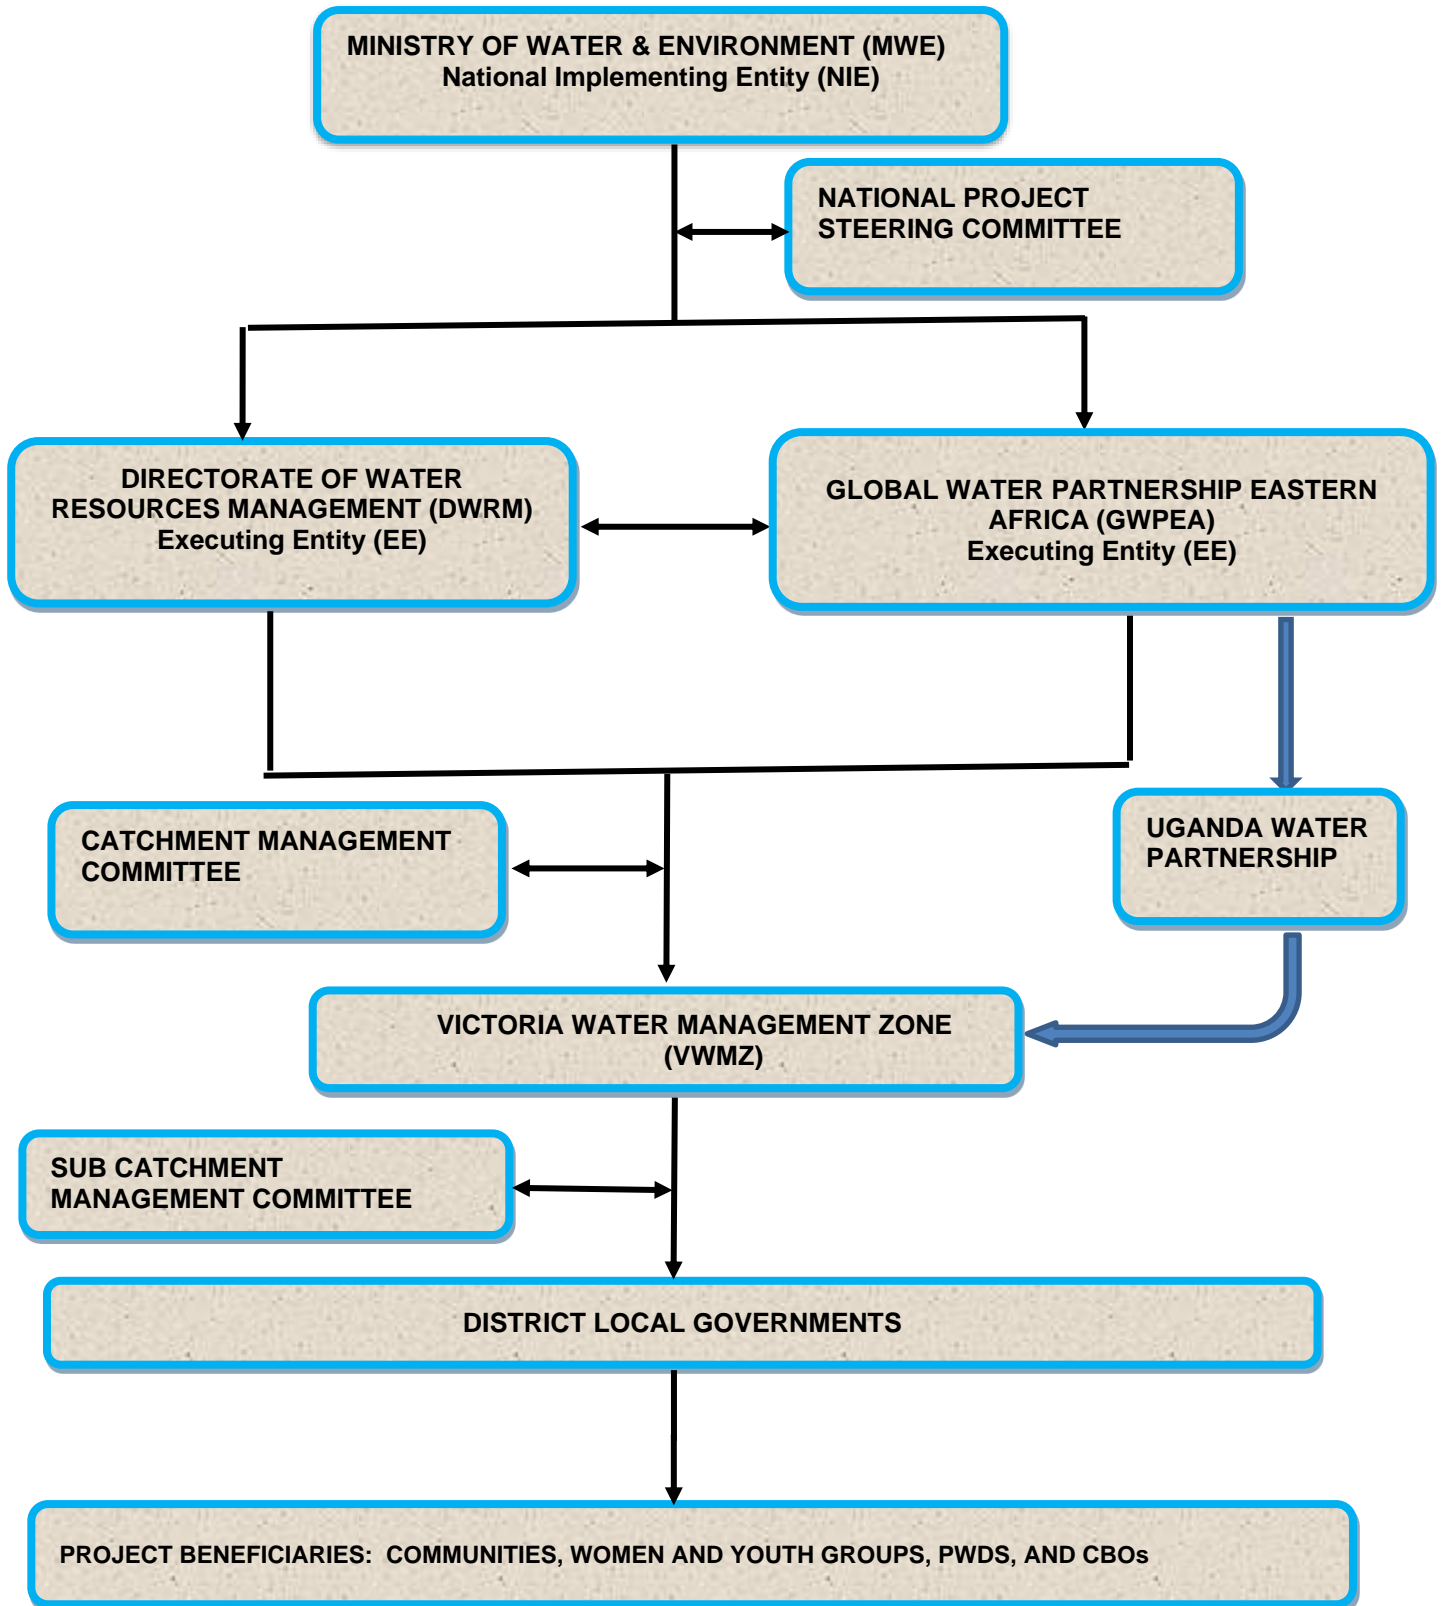 MINISTRY OF WATER & ENVIRONMENT (MWE)
National Implementing Entity (NIE)
NATIONAL PROJECT
STEERING COMMITTEE
DIRECTORATE OF WATER
RESOURCES MANAGEMENT (DWRM)
Executing Entity (EE)
GLOBAL WATER PARTNERSHIP EASTERN
AFRICA (GWPEA)
Executing Entity (EE)
CATCHMENT MANAGEMENT
COMMITTEE
UGANDA WATER
PARTNERSHIP
VICTORIA WATER MANAGEMENT ZONE
(VWMZ)
SUB CATCHMENT
MANAGEMENT COMMITTEE
DISTRICT LOCAL GOVERNMENTS
PROJECT BENEFICIARIES:  COMMUNITIES, WOMEN AND YOUTH GROUPS, PWDS, AND CBOs